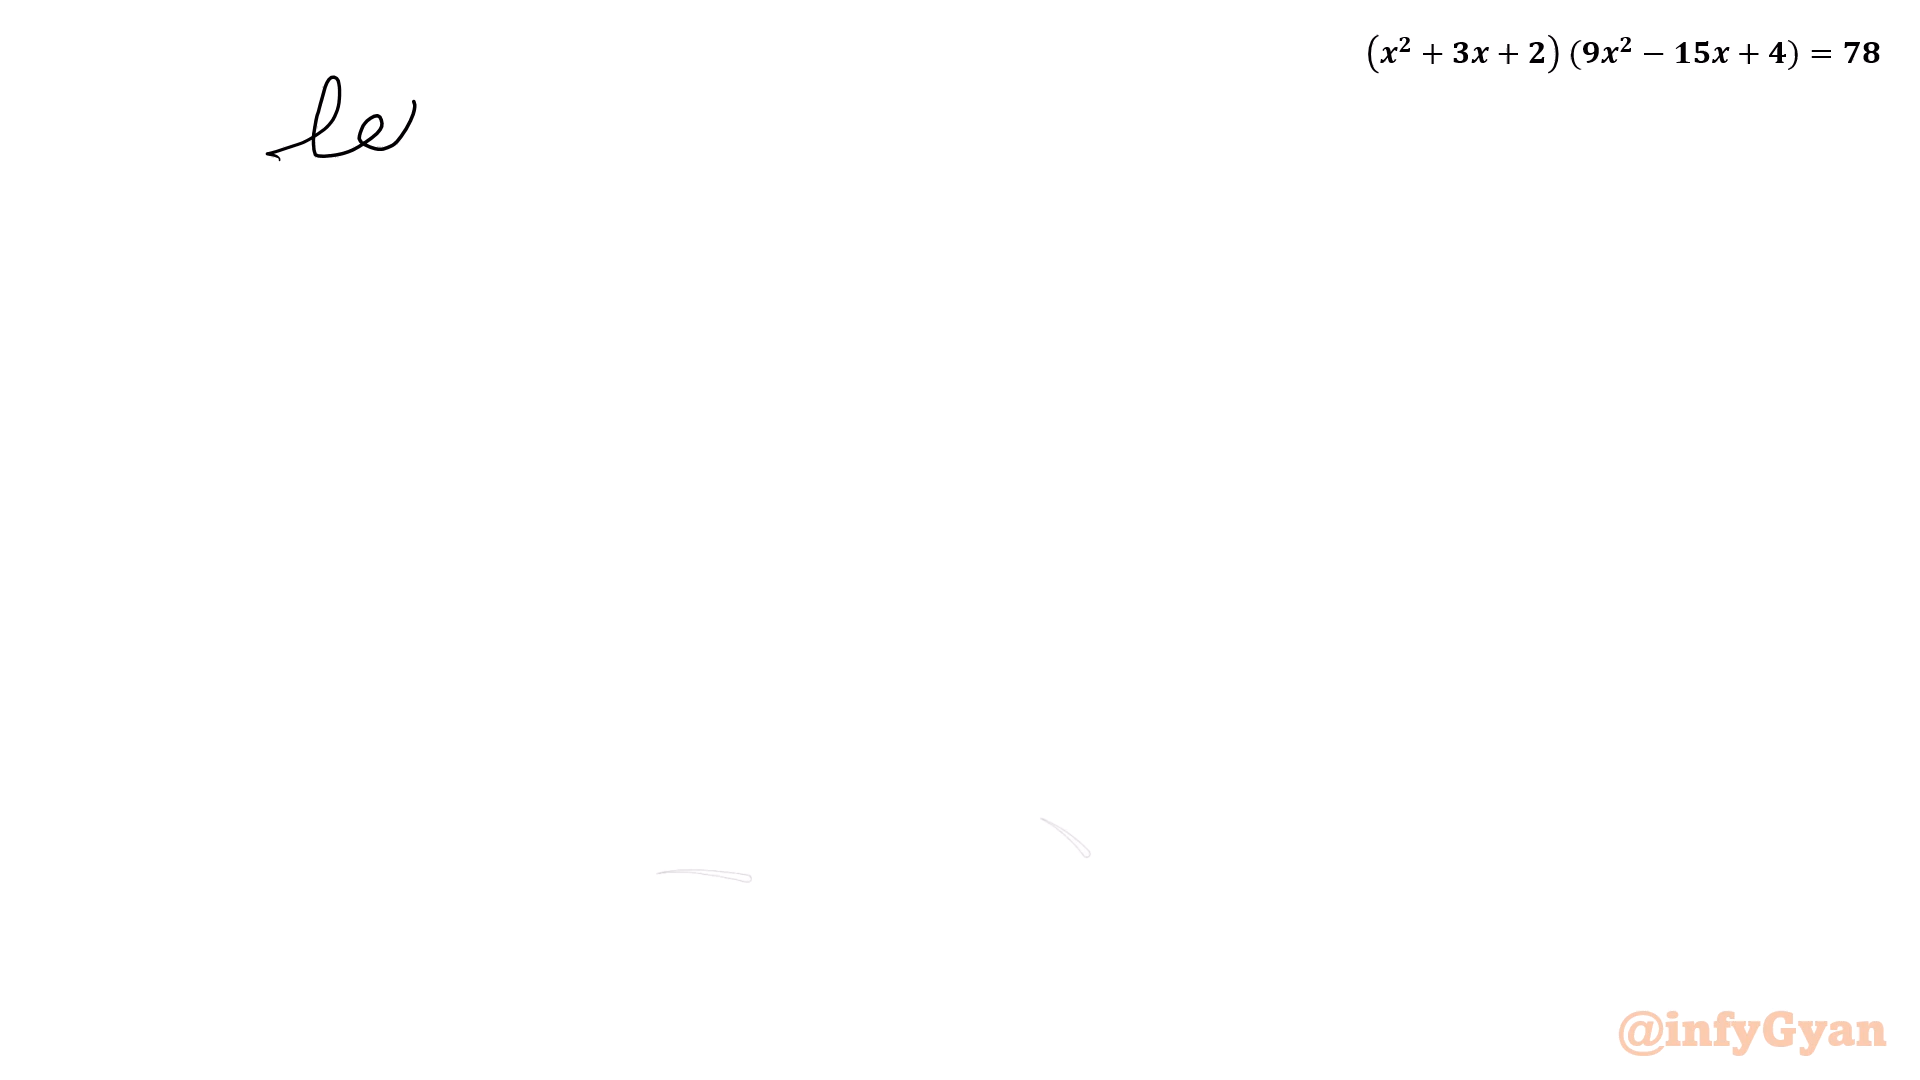 (x² + 3x + 2) (9x² − 15x + 4) = 78
le
@infyGyan